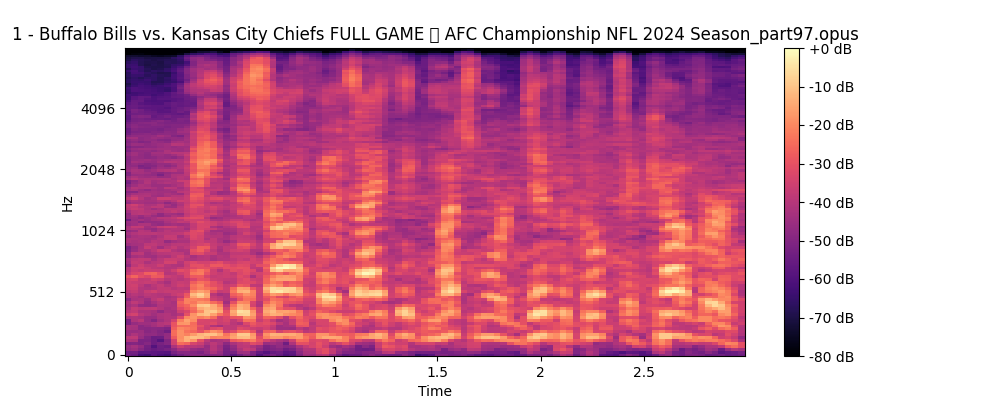 1 - Buffalo Bills vs. Kansas City Chiefs FULL GAME ▯ AFC Championship NFL 2024 Season_part97.opus
+0 dB
-10 dB
-20 dB
-30 dB
-40 dB
-50 dB
-60 dB
-70 dB
-80 dB
4096
2048
1024
512
0
Hz
0
0.5
1
1.5
2
2.5
Time